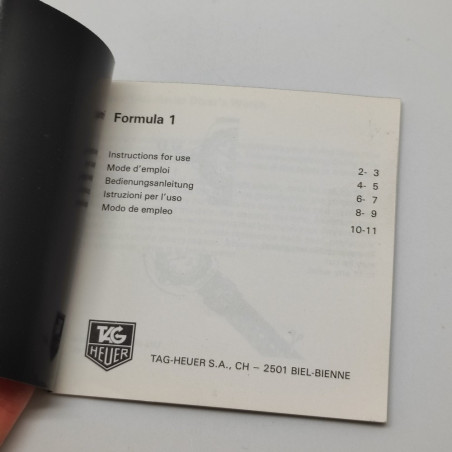 Formula 1
Instructions for use 2- 3
Mode d'emploi 4- 5
Bedienungsanleitung 6- 7
Istruzioni per l'uso 8- 9
Modo de empleo 10-11
TAG
HEUER
TAG-HEUER S.A., CH – 2501 BIEL-BIENNE